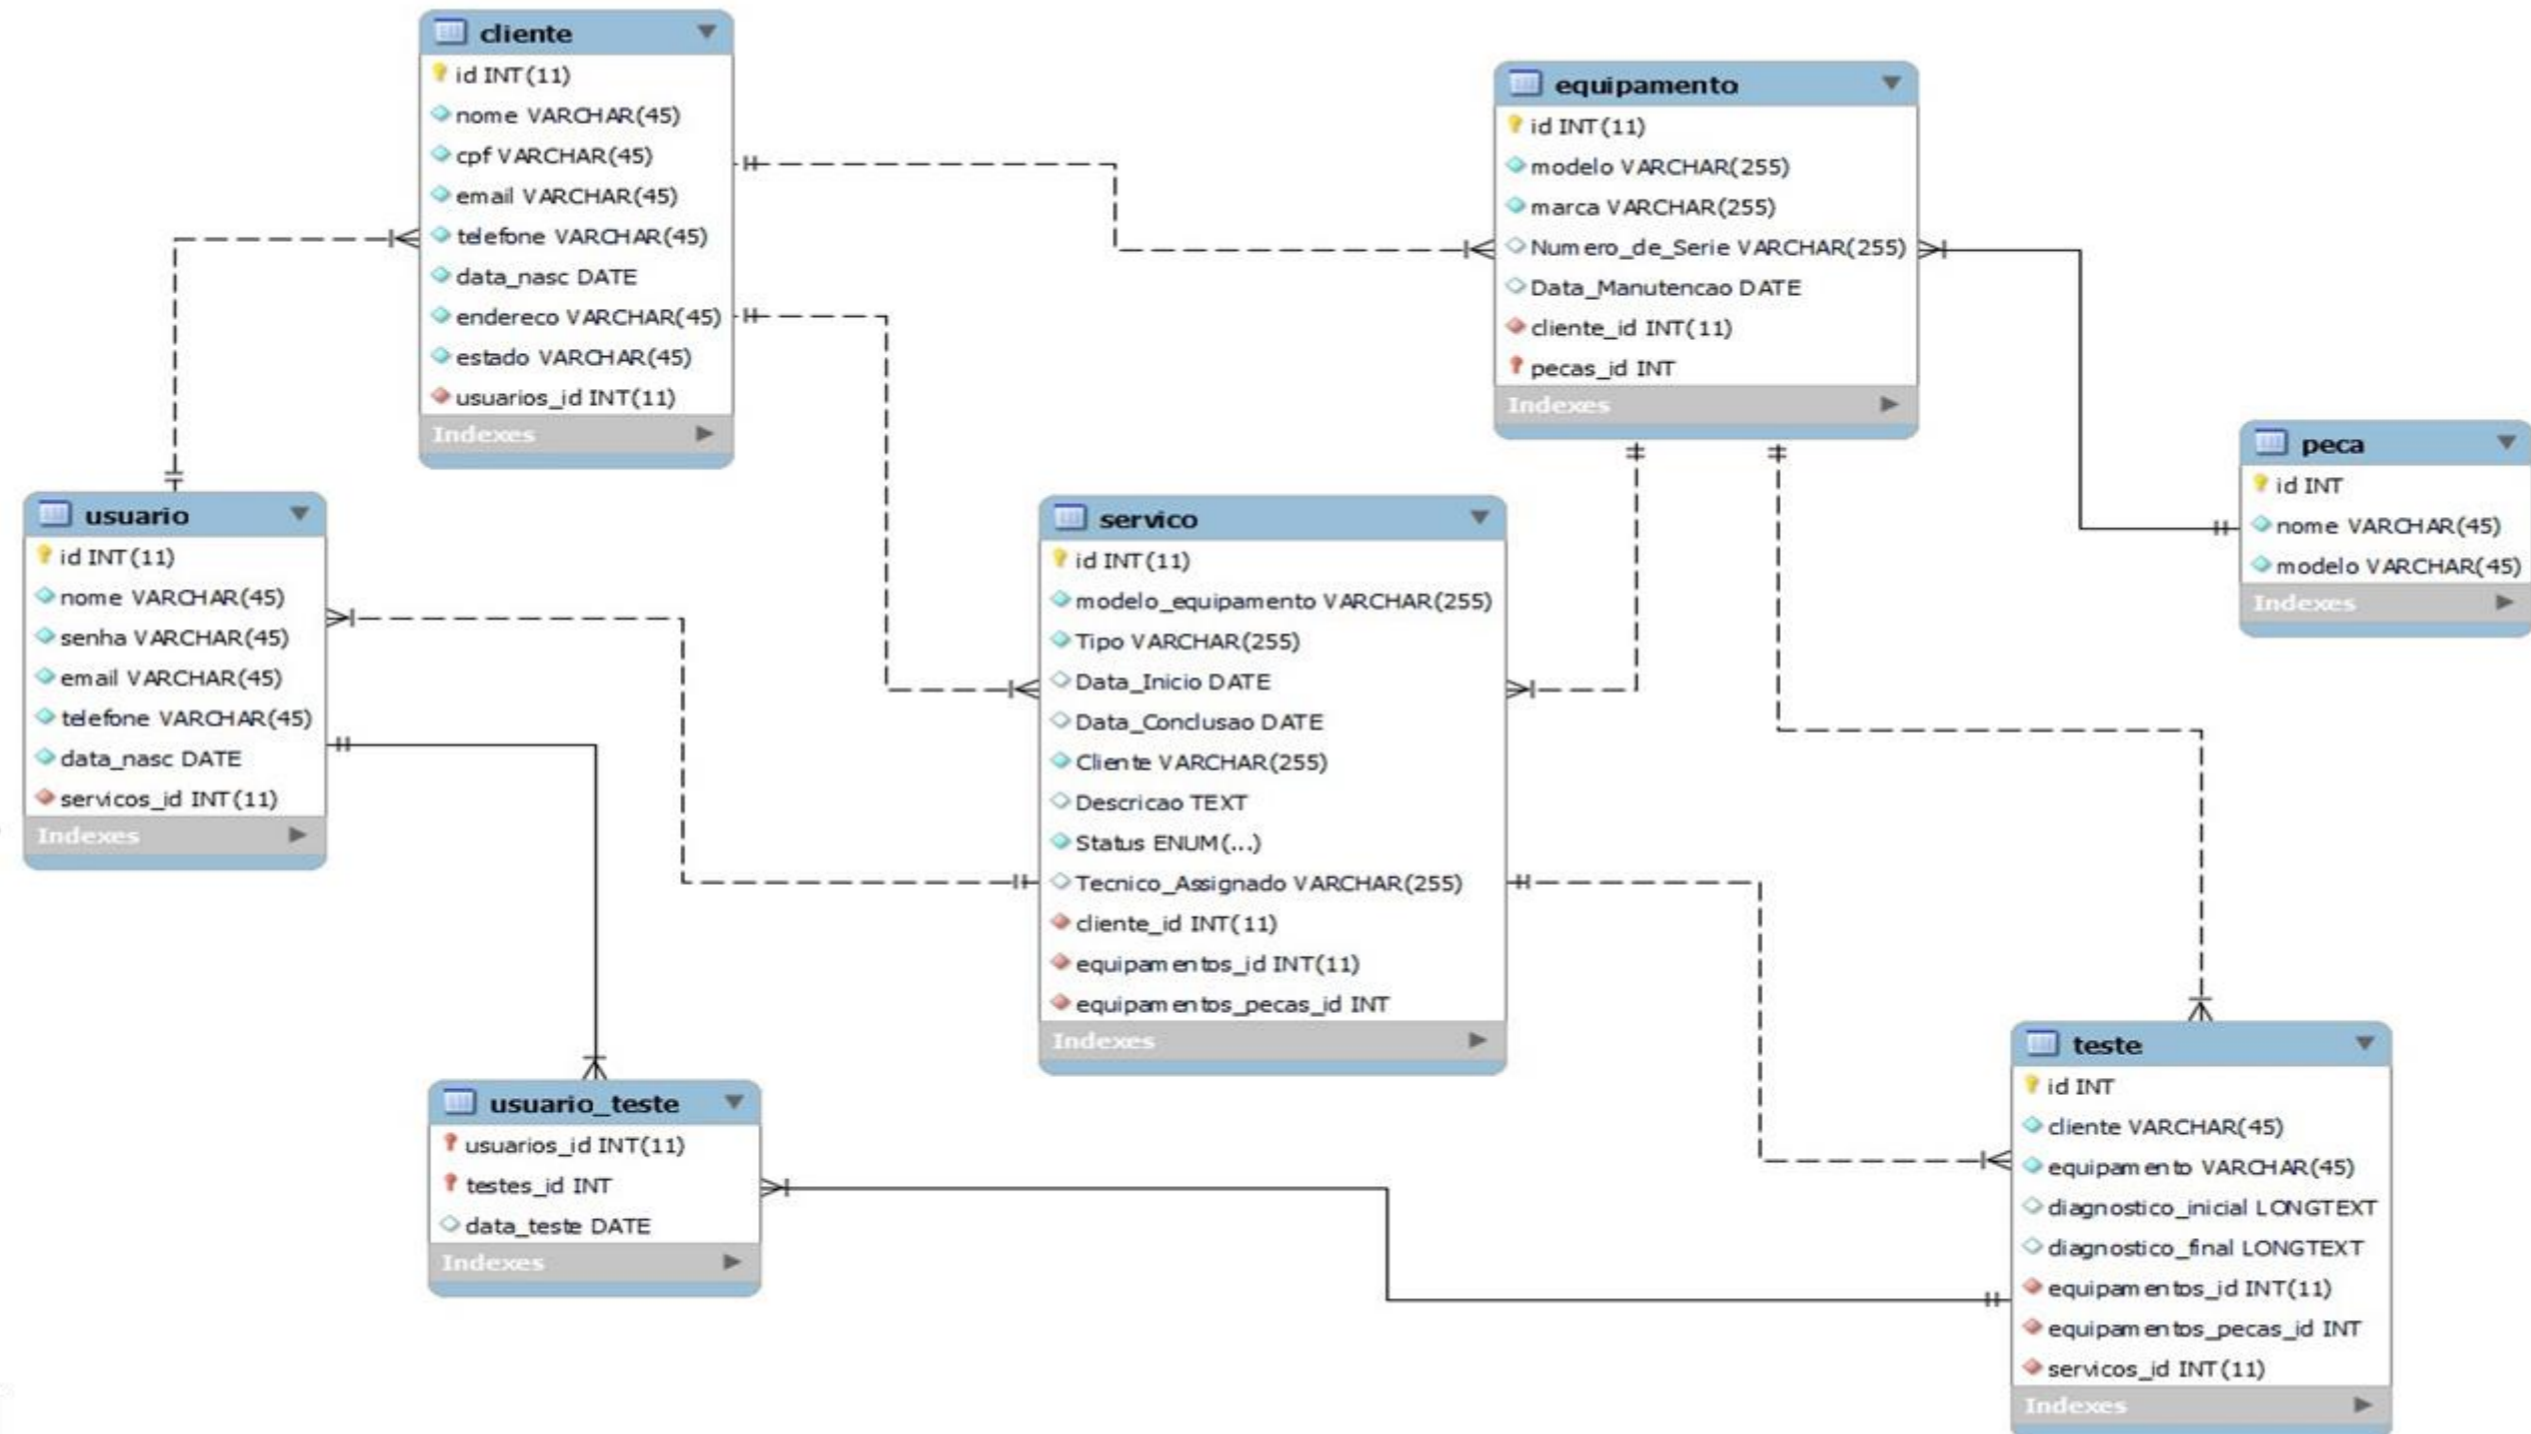 cliente
id INT(11)
nome VARCHAR(45)
cpf VARCHAR(45)
email VARCHAR(45)
telefone VARCHAR(45)
data_nasc DATE
endereco VARCHAR(45)
estado VARCHAR(45)
usuarios_id INT(11)
Indexes
equipamento
id INT(11)
modelo VARCHAR(255)
marca VARCHAR(255)
Numero_de_Serie VARCHAR(255)
Data_Manutencao DATE
cliente_id INT(11)
pecas_id INT
Indexes
peca
id INT
nome VARCHAR(45)
modelo VARCHAR(45)
Indexes
usuario
id INT(11)
nome VARCHAR(45)
senha VARCHAR(45)
email VARCHAR(45)
telefone VARCHAR(45)
data_nasc DATE
servicos_id INT(11)
Indexes
servico
id INT(11)
modelo_equipamento VARCHAR(255)
Tipo VARCHAR(255)
Data_Inicio DATE
Data_Conclusao DATE
Cliente VARCHAR(255)
Descricao TEXT
Status ENUM(...)
Tecnico_Assignado VARCHAR(255)
cliente_id INT(11)
equipamentos_id INT(11)
equipamentos_pecas_id INT
Indexes
usuario_teste
usuarios_id INT(11)
testes_id INT
data_teste DATE
Indexes
teste
id INT
cliente VARCHAR(45)
equipamento VARCHAR(45)
diagnostico_inicial LONGTEXT
diagnostico_final LONGTEXT
equipamentos_id INT(11)
equipamentos_pecas_id INT
servicos_id INT(11)
Indexes